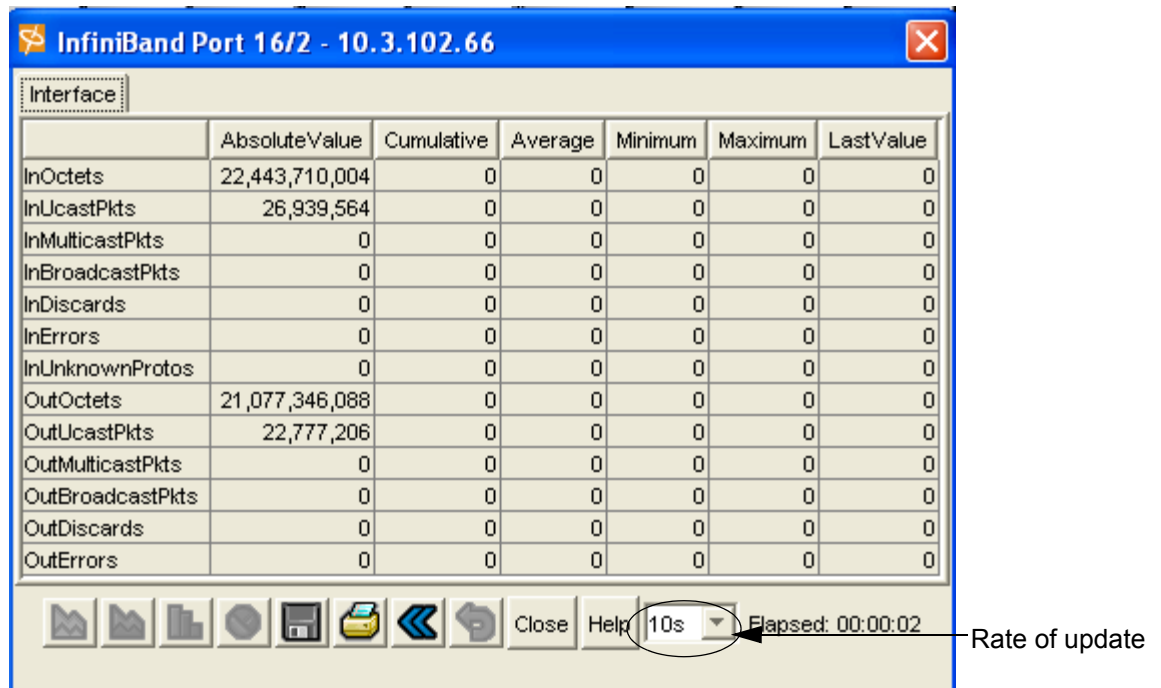 InfiniBand Port 16/2 - 10.3.102.66
Interface
AbsoluteValue Cumulative Average Minimum Maximum LastValue
InOctets 22,443,710,004 0 0 0 0 0
InUcastPkts 26,939,564 0 0 0 0 0
InMulticastPkts 0 0 0 0 0 0
InBroadcastPkts 0 0 0 0 0 0
InDiscards 0 0 0 0 0 0
InErrors 0 0 0 0 0 0
InUnknownProtos 0 0 0 0 0 0
OutOctets 21,077,346,088 0 0 0 0 0
OutUcastPkts 22,777,206 0 0 0 0 0
OutMulticastPkts 0 0 0 0 0 0
OutBroadcastPkts 0 0 0 0 0 0
OutDiscards 0 0 0 0 0 0
OutErrors 0 0 0 0 0 0
Close Help 10s Elapsed: 00:00:02
Rate of update